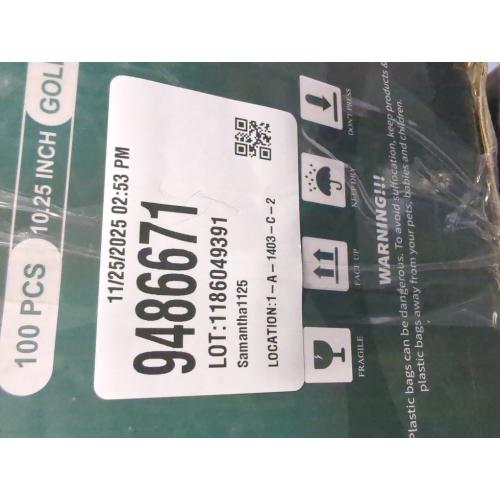 100 PCS
10.25 INCH
11/25/2025 02:53 PM
9486671
LOT:1186049391
Samantha1125
LOCATION:1-A-1403-C-2
DON'T PRESS
KEEP DRY
FACE UP
FRAGILE
WARNING!!!
Plastic bags can be dangerous. To avoid suffocation, keep products &
plastic bags away from your pets, babies and children.